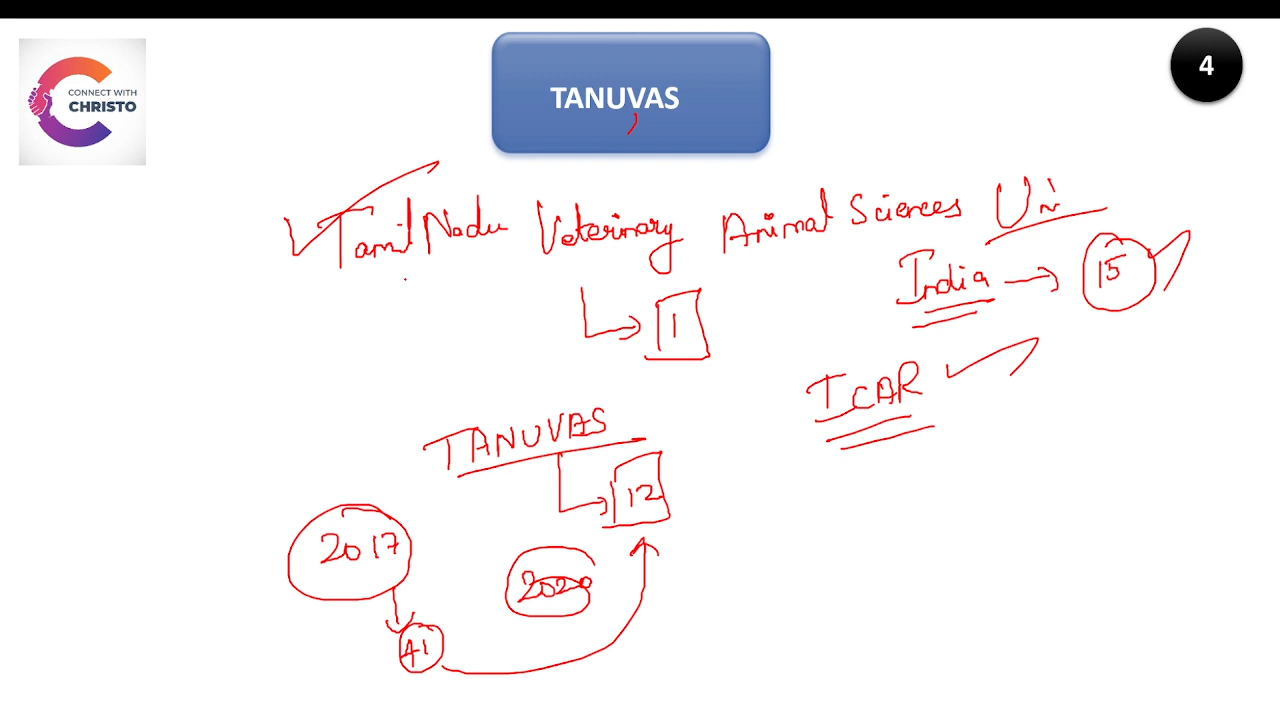 CONNECT WITH
CHRISTO
TANUVAS
4
Tamil Nadu Veterinary Animal Sciences Uni
India → 15
1
ICAR
TANUVAS
12
2017
2020
41